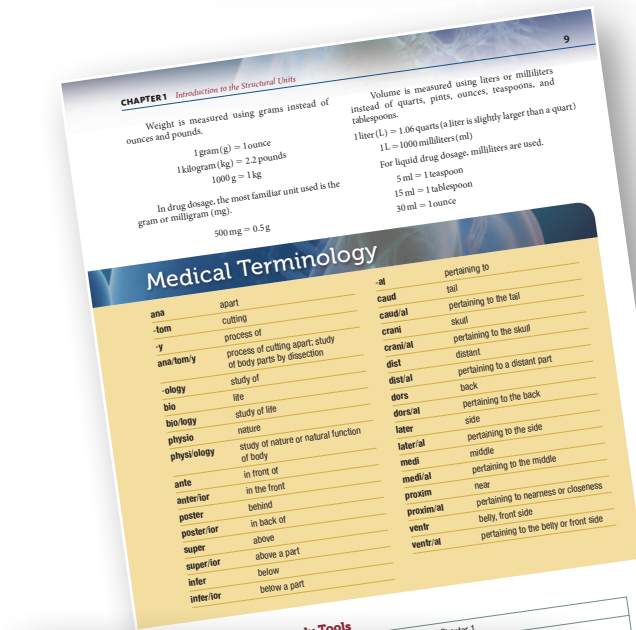 9
CHAPTER 1 Introduction to the Structural Units
Weight is measured using grams instead of
ounces and pounds.
1 gram (g) = 1 ounce
1 kilogram (kg) = 2.2 pounds
1000 g = 1 kg
In drug dosage, the most familiar unit used is the
gram or milligram (mg).
500 mg = 0.5 g
Volume is measured using liters or milliliters
instead of quarts, pints, ounces, teaspoons, and
tablespoons.
1 liter (L) = 1.06 quarts (a liter is slightly larger than a quart)
1 L = 1000 milliliters (ml)
For liquid drug dosage, milliliters are used.
5 ml = 1 teaspoon
15 ml = 1 tablespoon
30 ml = 1 ounce
Medical Terminology
ana apart
-tom cutting
-y process of
ana/tom/y process of cutting apart; study
of body parts by dissection
-ology study of
bio life
bio/logy study of life
physio nature
physi/ology study of nature or natural function
of body
ante in front of
anter/ior in the front
poster behind
poster/ior in back of
super above
super/ior above a part
infer below
infer/ior below a part
-al pertaining to
caud tail
caud/al pertaining to the tail
crani skull
crani/al pertaining to the skull
dist distant
dist/al pertaining to a distant part
dors back
dors/al pertaining to the back
later side
later/al pertaining to the side
medi middle
medi/al pertaining to the middle
proxim near
proxim/al pertaining to nearness or closeness
ventr belly, front side
ventr/al pertaining to the belly or front side
Tools